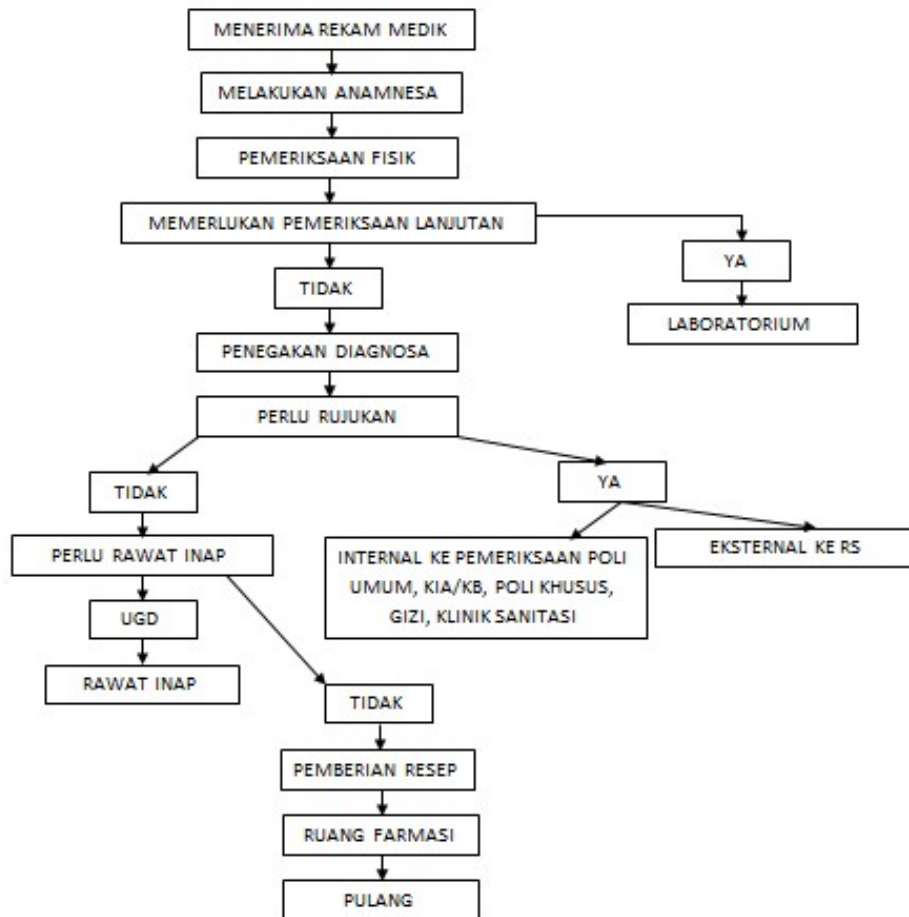 MENERIMA REKAM MEDIK
MELAKUKAN ANAMNESA
PEMERIKSAAN FISIK
MEMERLUKAN PEMERIKSAAN LANJUTAN
YA
TIDAK
LABORATORIUM
PENEGAKAN DIAGNOSA
PERLU RUJUKAN
TIDAK
YA
PERLU RAWAT INAP
INTERNAL KE PEMERIKSAAN POLI
UMUM, KIA/KB, POLI KHUSUS,
GIZI, KLINIK SANITASI
EKSTERNAL KE RS
UGD
RAWAT INAP
TIDAK
PEMBERIAN RESEP
RUANG FARMASI
PULANG